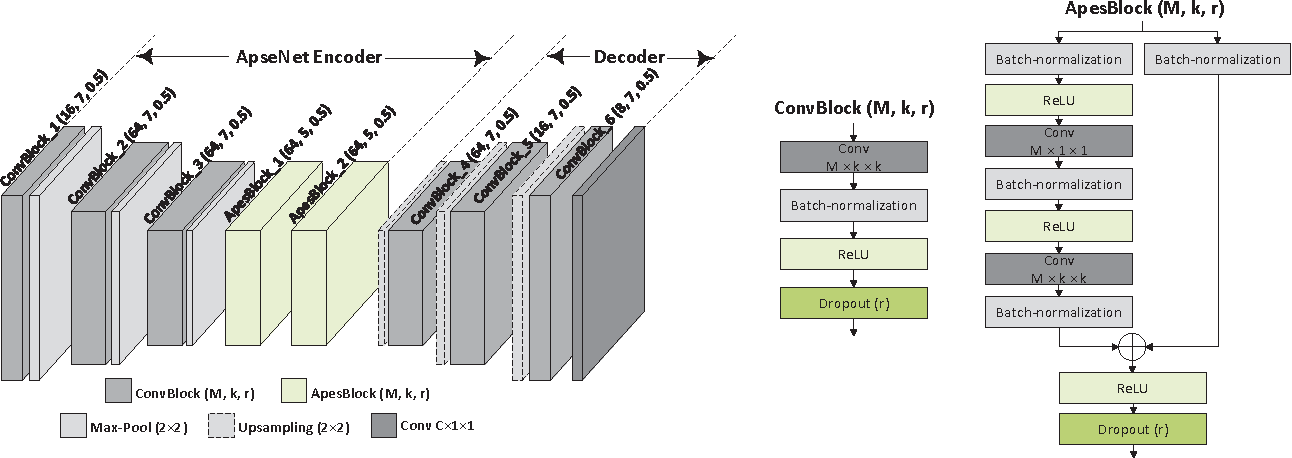 ApseNet Encoder
Decoder
ConvBlock_1 (16, 7, 0.5)
ConvBlock_2 (64, 7, 0.5)
ConvBlock_3 (64, 7, 0.5)
ApesBlock_1 (64, 5, 0.5)
ApesBlock_2 (64, 5, 0.5)
ConvBlock_4 (64, 7, 0.5)
ConvBlock_5 (16, 7, 0.5)
ConvBlock_6 (8, 7, 0.5)
ConvBlock (M, k, r)
ApesBlock (M, k, r)
Max-Pool (2×2)
Upsampling (2×2)
Conv C×1×1
ConvBlock (M, k, r)
Conv
M × k × k
Batch-normalization
ReLU
Dropout (r)
ApesBlock (M, k, r)
Batch-normalization
Batch-normalization
ReLU
Conv
M × 1 × 1
Batch-normalization
ReLU
Conv
M × k × k
Batch-normalization
ReLU
Dropout (r)